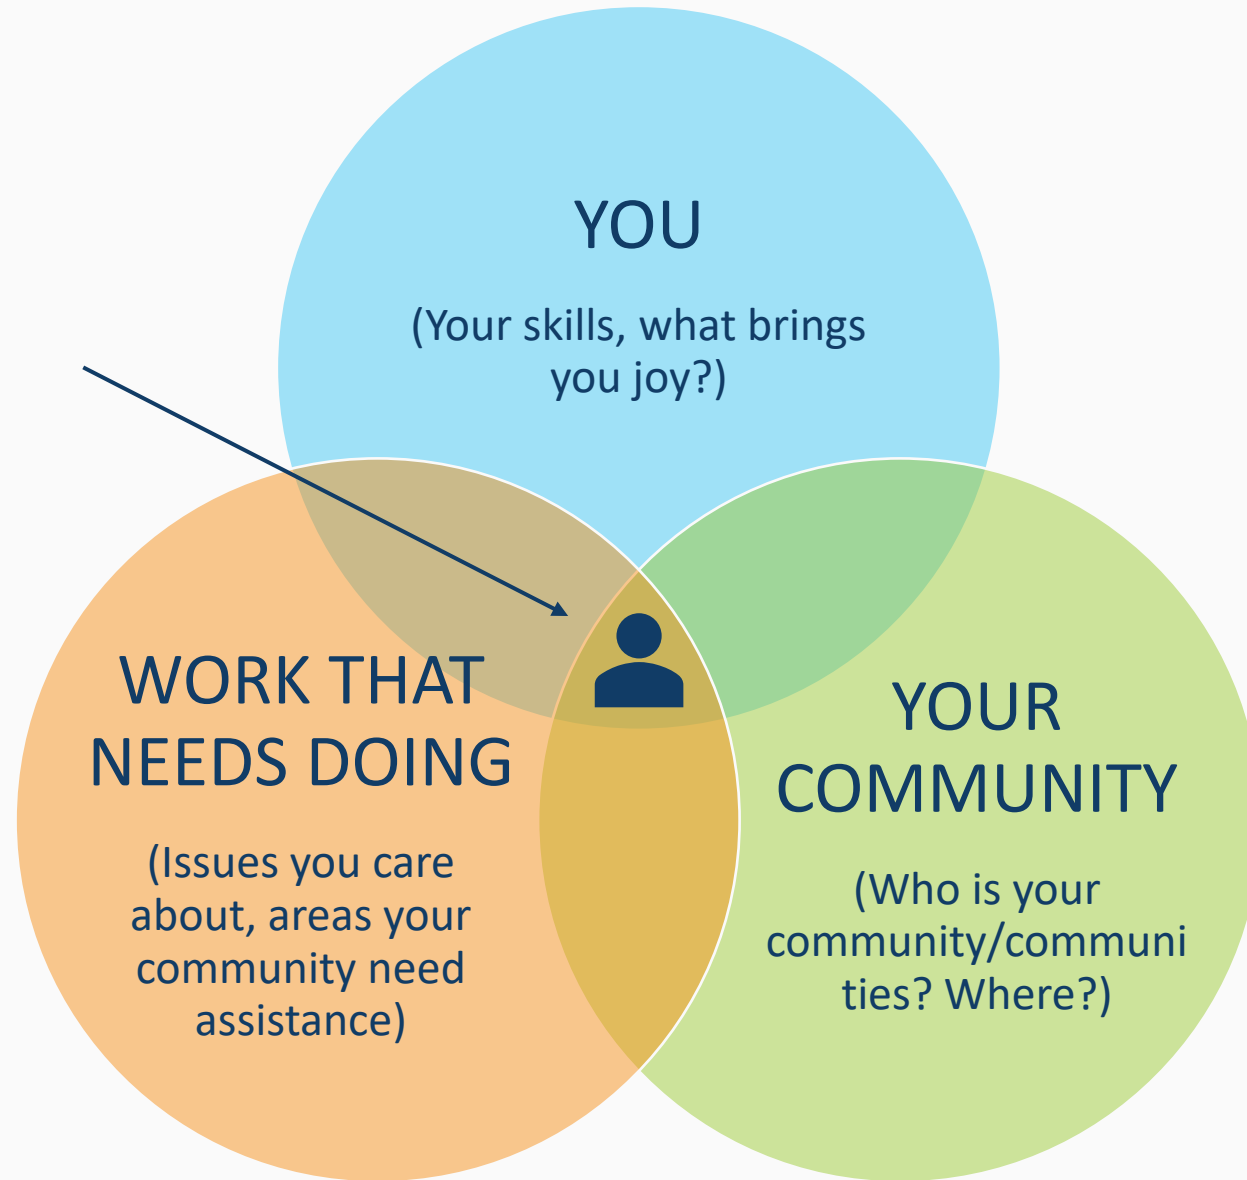 YOU
(Your skills, what brings
you joy?)
WORK THAT
NEEDS DOING
(Issues you care
about, areas your
community need
assistance)
YOUR
COMMUNITY
(Who is your
community/communi
ties? Where?)